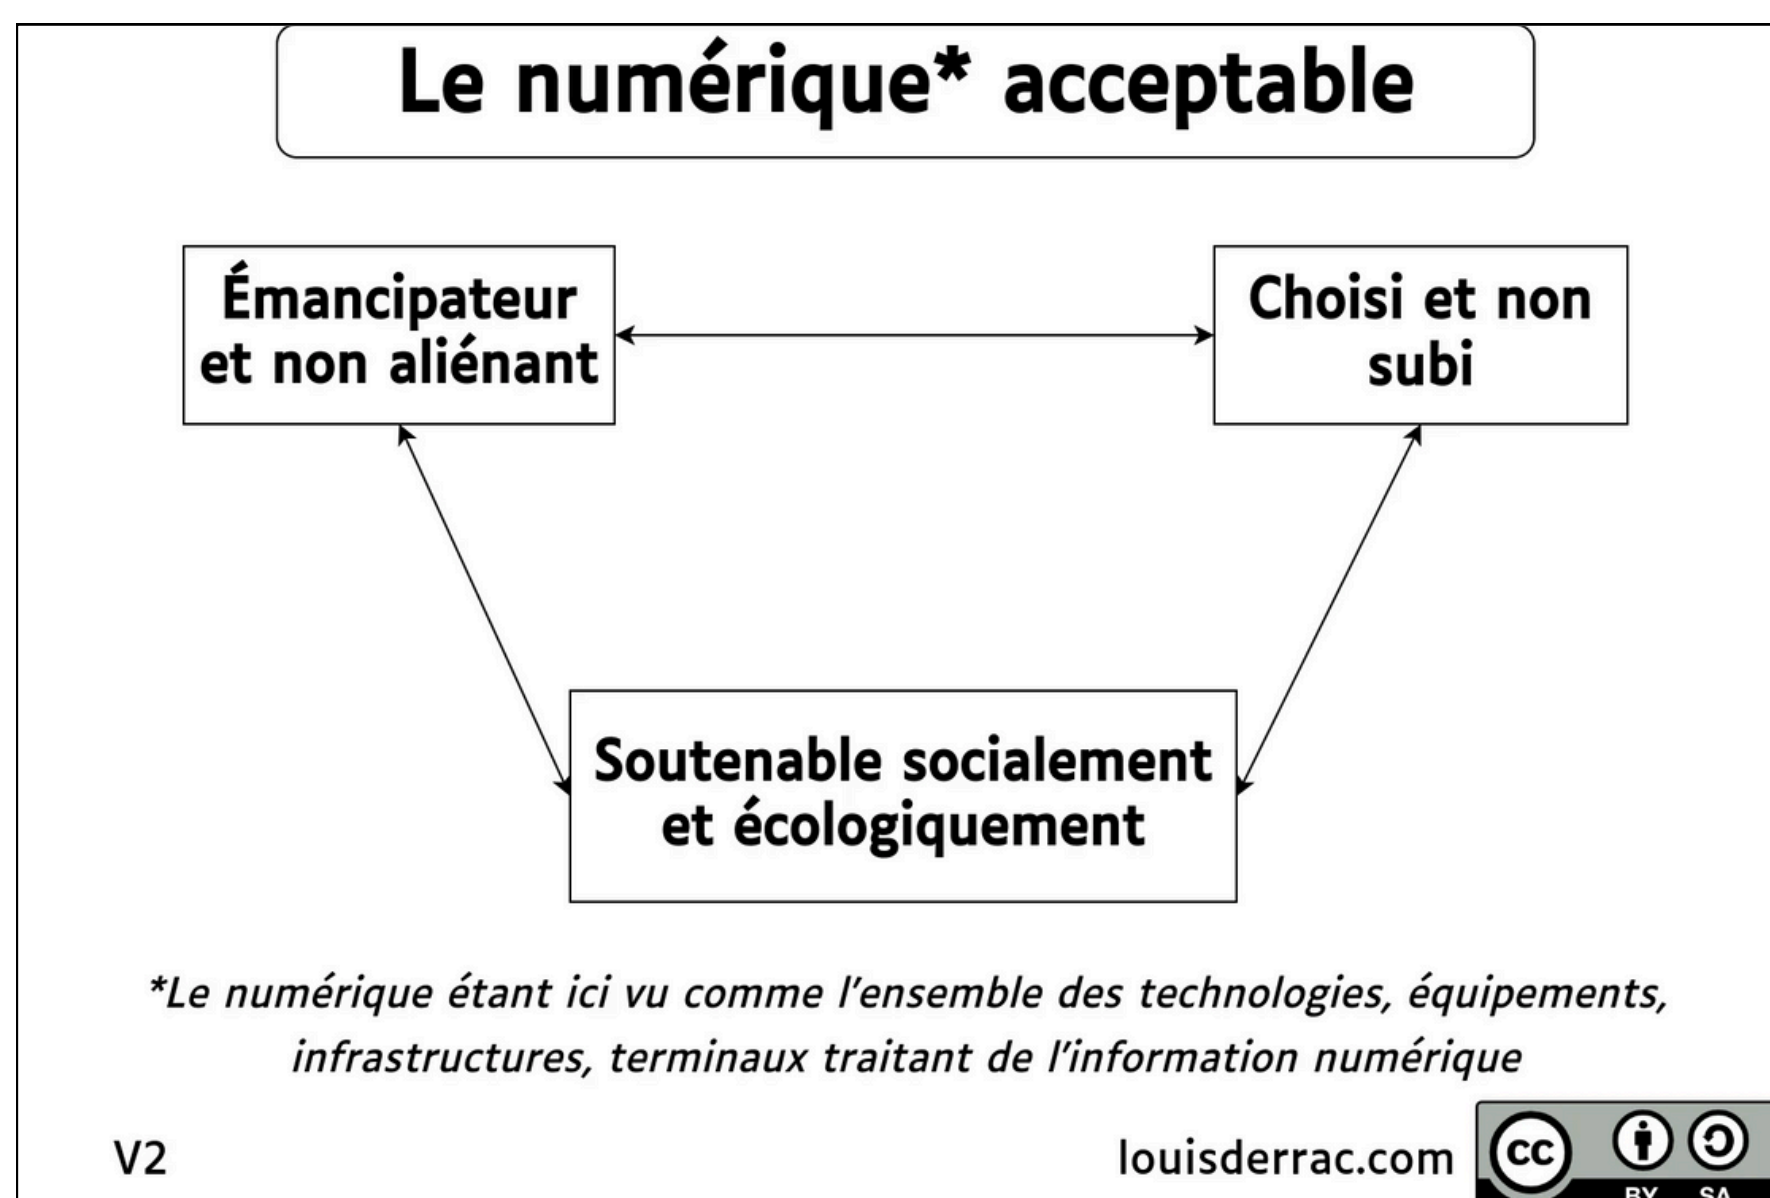 Le numérique* acceptable
Émancipateur
et non aliénant
Choisi et non
subi
Soutenable socialement
et écologiquement
*Le numérique étant ici vu comme l'ensemble des technologies, équipements,
infrastructures, terminaux traitant de l'information numérique
V2
louisderrac.com
cc
BY SA